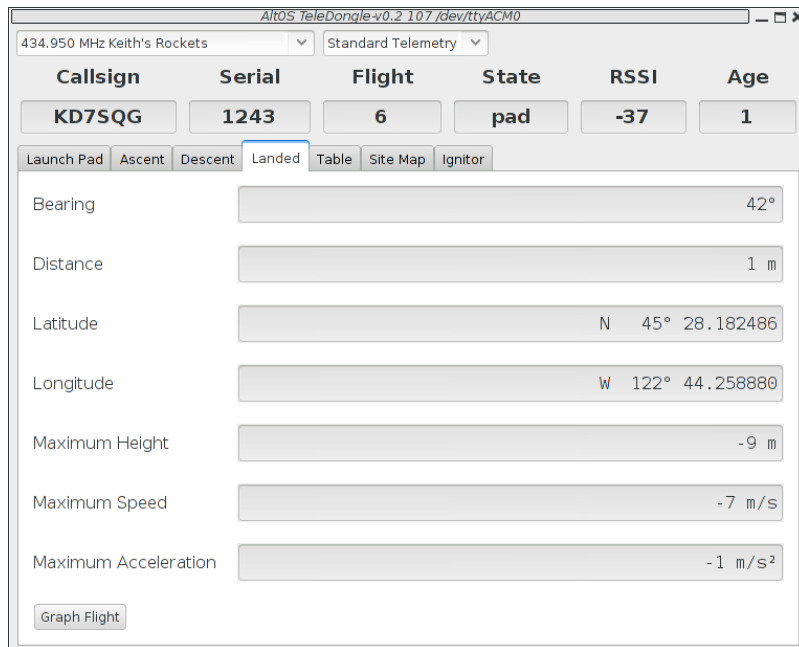 AltOS TeleDongle-v0.2 107 /dev/ttyACM0
434.950 MHz Keith's Rockets Standard Telemetry
Callsign Serial Flight State RSSI Age
KD7SQG 1243 6 pad -37 1
Launch Pad Ascent Descent Landed Table Site Map Ignitor
Bearing 42°
Distance 1 m
Latitude N 45° 28.182486
Longitude W 122° 44.258880
Maximum Height -9 m
Maximum Speed -7 m/s
Maximum Acceleration -1 m/s²
Graph Flight